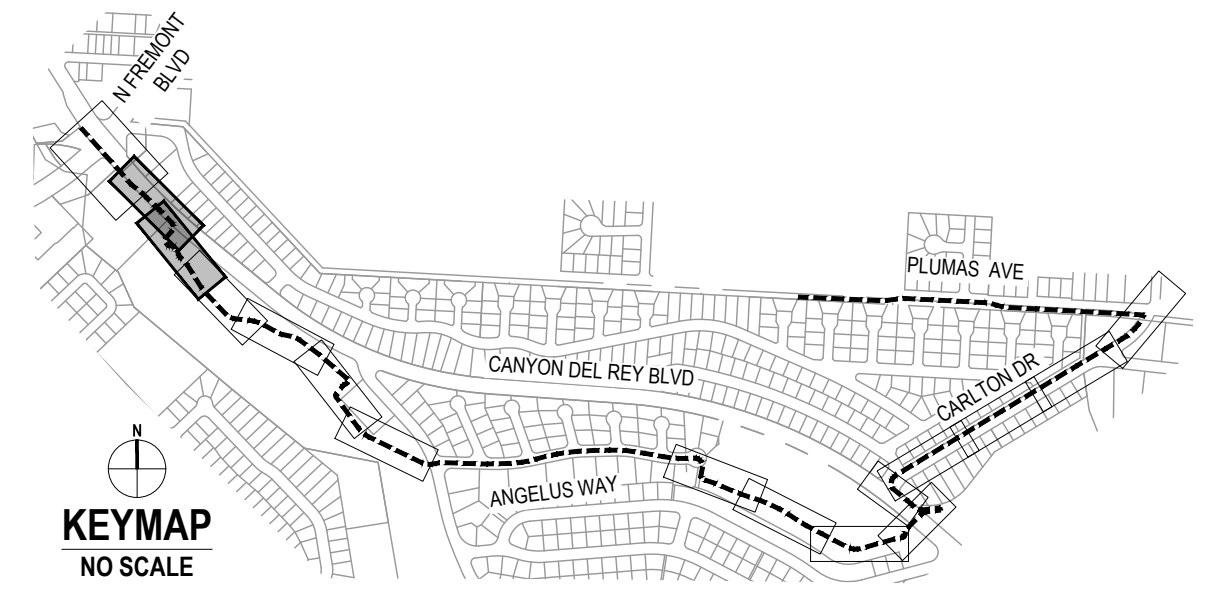 N FREMONT
BLVD
PLUMAS AVE
CANYON DEL REY BLVD
CARLTON DR
ANGELUS WAY
N
KEYMAP
NO SCALE